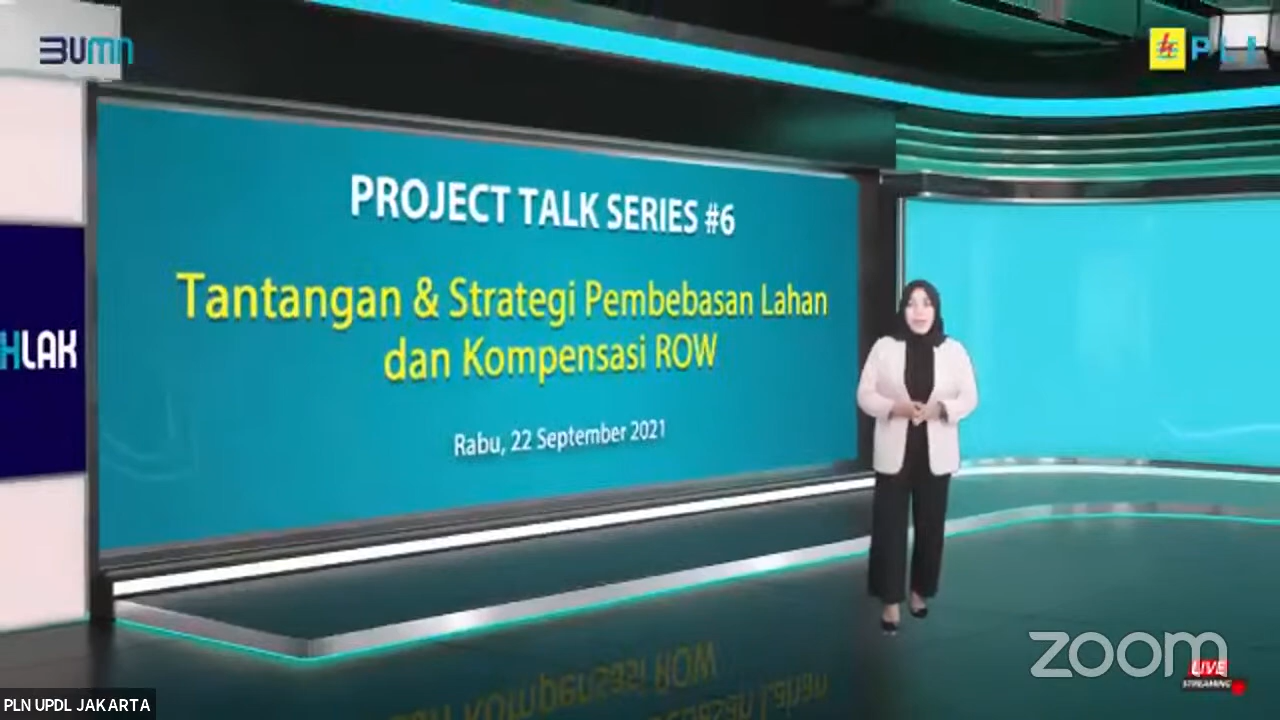 BUMN
PLN
PROJECT TALK SERIES #6
Tantangan & Strategi Pembebasan Lahan
dan Kompensasi ROW
Rabu, 22 September 2021
HLAK
zoom
LIVE
STREAMING
PLN UPDL JAKARTA